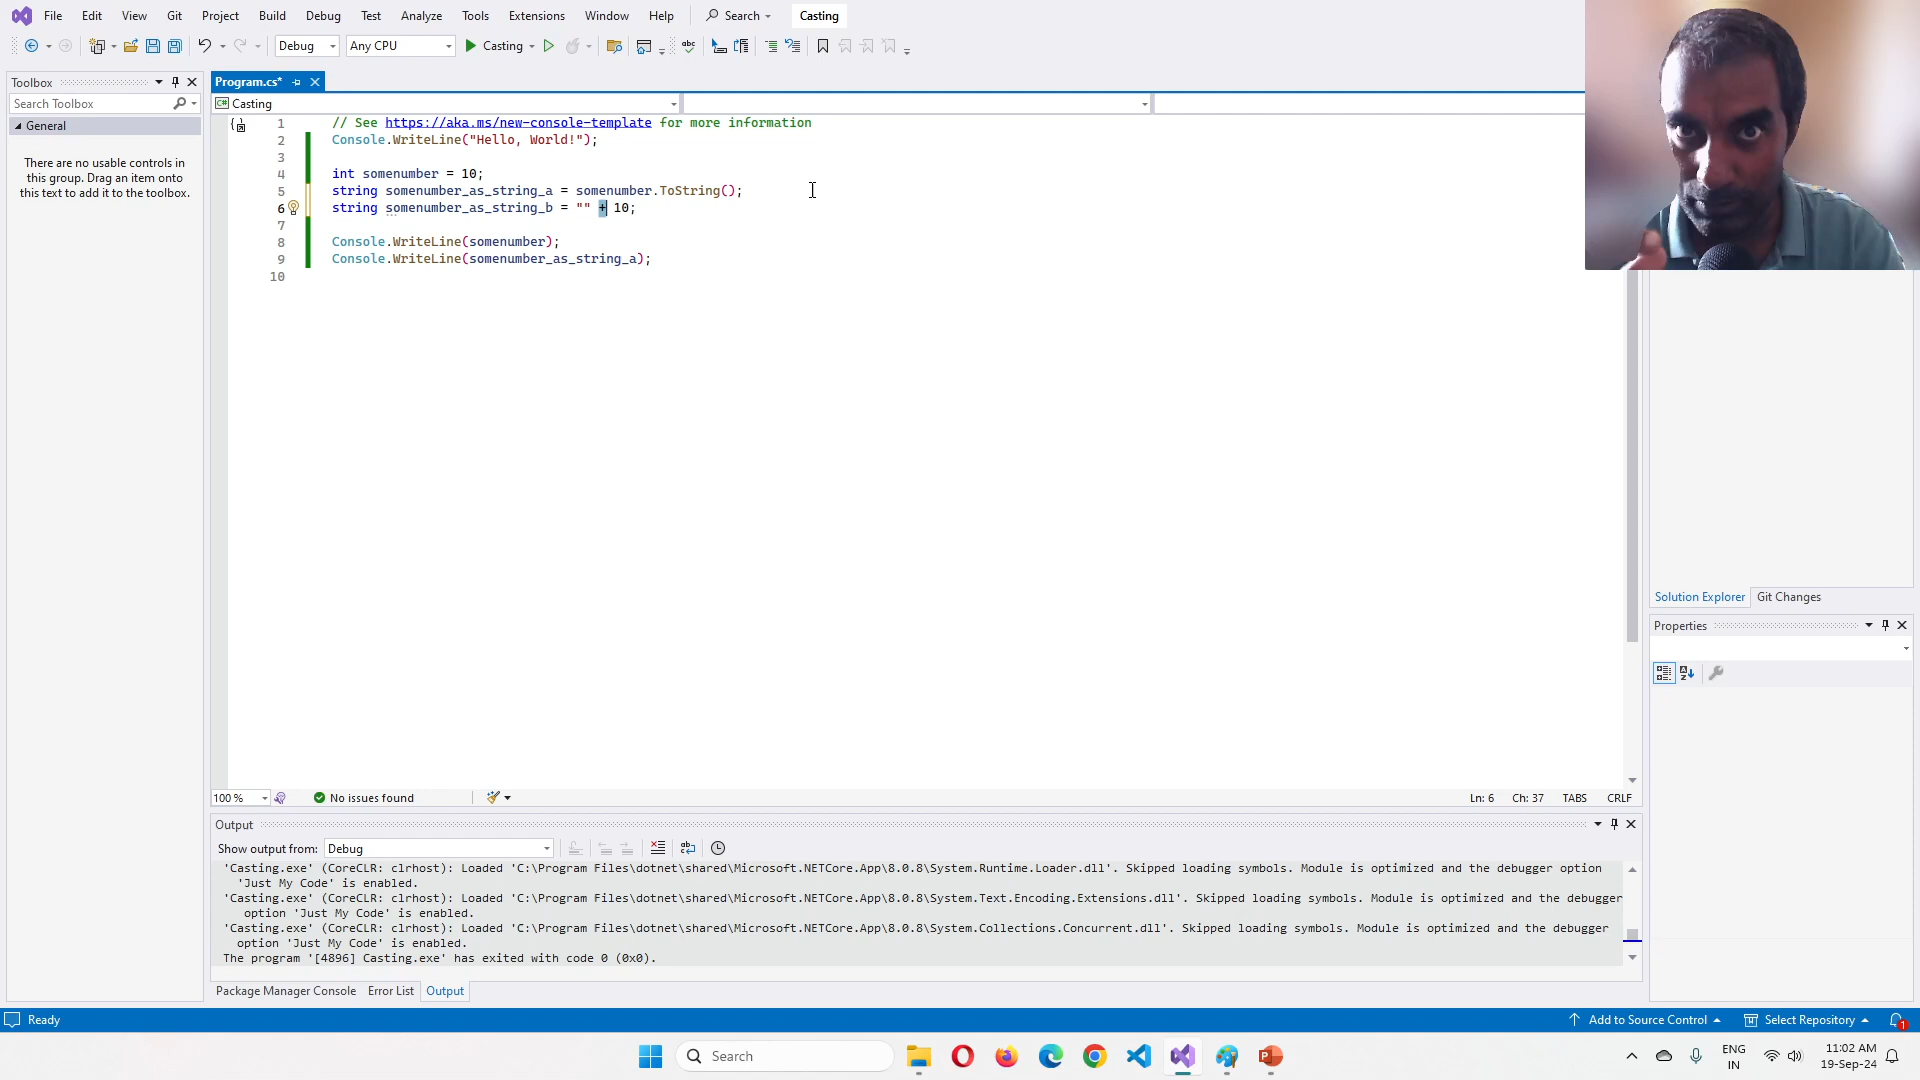 File Edit View Git Project Build Debug Test Analyze Tools Extensions Window Help Search Casting
Debug Any CPU Casting
Toolbox
Search Toolbox
General
There are no usable controls in
this group. Drag an item onto
this text to add it to the toolbox.
Program.cs*
Casting
1 // See https://aka.ms/new-console-template for more information
2 Console.WriteLine("Hello, World!");
3
4 int somenumber = 10;
5 string somenumber_as_string_a = somenumber.ToString();
6 string somenumber_as_string_b = "" + 10;
7
8 Console.WriteLine(somenumber);
9 Console.WriteLine(somenumber_as_string_a);
10
100 % No issues found Ln: 6 Ch: 37 TABS CRLF
Solution Explorer Git Changes
Properties
Output
Show output from: Debug
'Casting.exe' (CoreCLR: clrhost): Loaded 'C:\Program Files\dotnet\shared\Microsoft.NETCore.App\8.0.8\System.Runtime.Loader.dll'. Skipped loading symbols. Module is optimized and the debugger option
'Just My Code' is enabled.
'Casting.exe' (CoreCLR: clrhost): Loaded 'C:\Program Files\dotnet\shared\Microsoft.NETCore.App\8.0.8\System.Text.Encoding.Extensions.dll'. Skipped loading symbols. Module is optimized and the debugger
option 'Just My Code' is enabled.
'Casting.exe' (CoreCLR: clrhost): Loaded 'C:\Program Files\dotnet\shared\Microsoft.NETCore.App\8.0.8\System.Collections.Concurrent.dll'. Skipped loading symbols. Module is optimized and the debugger
option 'Just My Code' is enabled.
The program '[4896] Casting.exe' has exited with code 0 (0x0).
Package Manager Console Error List Output
Ready Add to Source Control Select Repository 1
Search ENG 11:02 AM
IN 19-Sep-24